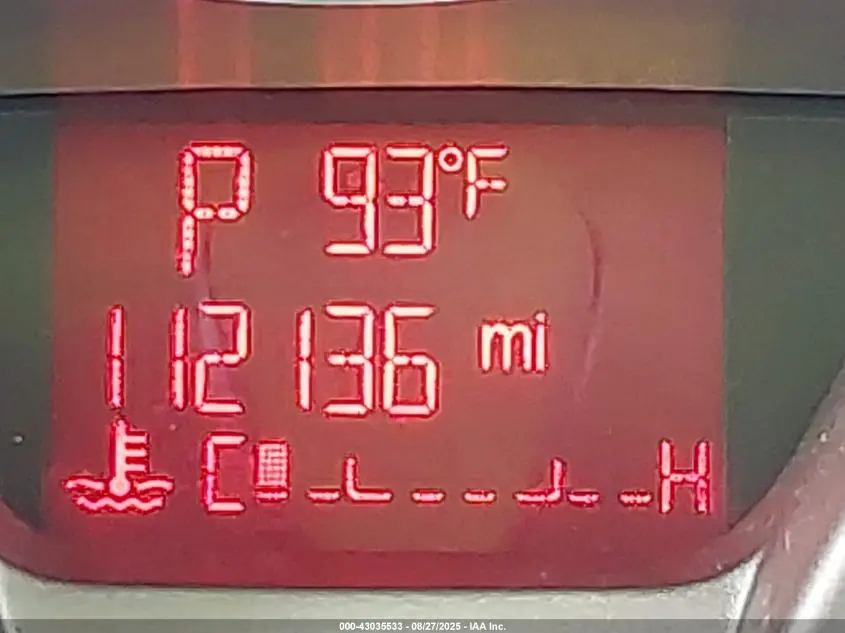 P 93°F
112136 mi
C H
000-43035533 - 08/27/2025 - IAA Inc.